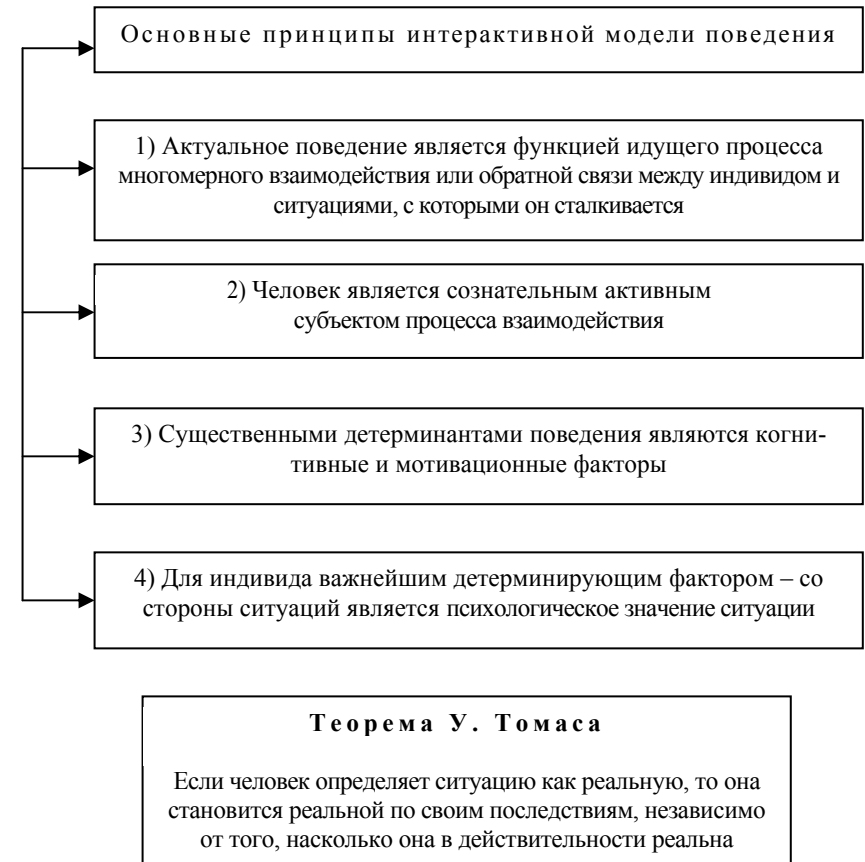 Основные принципы интерактивной модели поведения
1) Актуальное поведение является функцией идущего процесса
многомерного взаимодействия или обратной связи между индивидом и
ситуациями, с которыми он сталкивается
2) Человек является сознательным активным
субъектом процесса взаимодействия
3) Существенными детерминантами поведения являются когни-
тивные и мотивационные факторы
4) Для индивида важнейшим детерминирующим фактором – со
стороны ситуаций является психологическое значение ситуации
Теорема У. Томаса
Если человек определяет ситуацию как реальную, то она
становится реальной по своим последствиям, независимо
от того, насколько она в действительности реальна